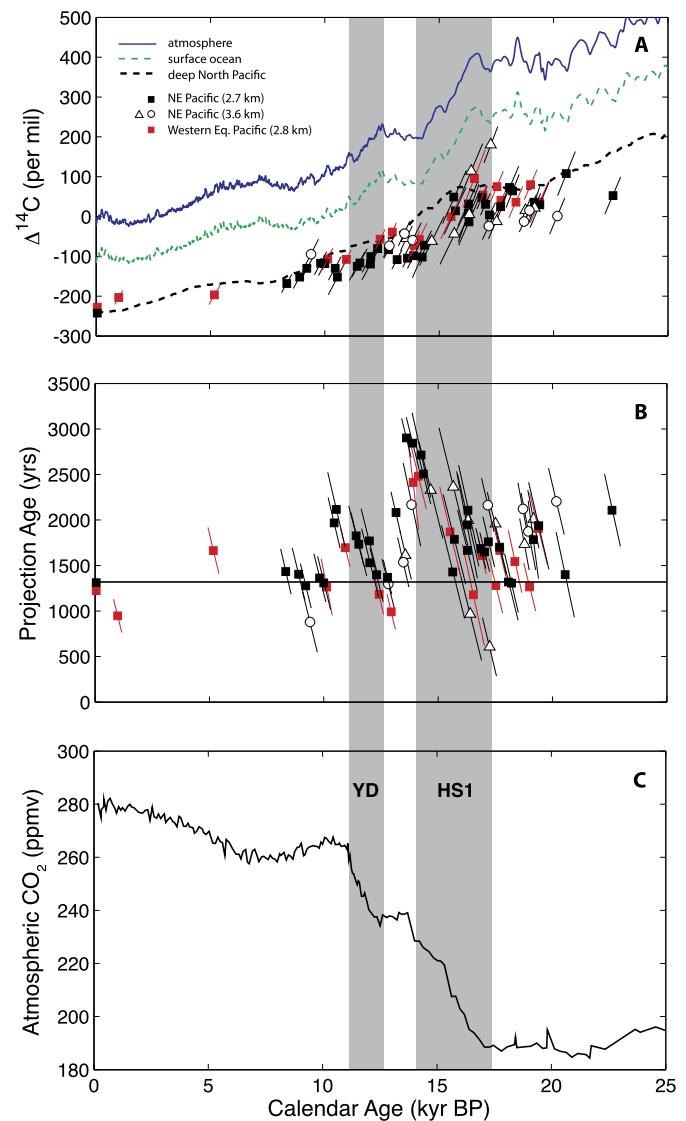 500
400
300
200
100
0
-100
-200
-300
Δ14C (per mil)
A
atmosphere
surface ocean
deep North Pacific
NE Pacific (2.7 km)
NE Pacific (3.6 km)
Western Eq. Pacific (2.8 km)
3500
3000
2500
2000
1500
1000
500
0
Projection Age (yrs)
B
300
280
260
240
220
200
180
Atmospheric CO2 (ppmv)
C
YD
HS1
0
5
10
15
20
25
Calendar Age (kyr BP)